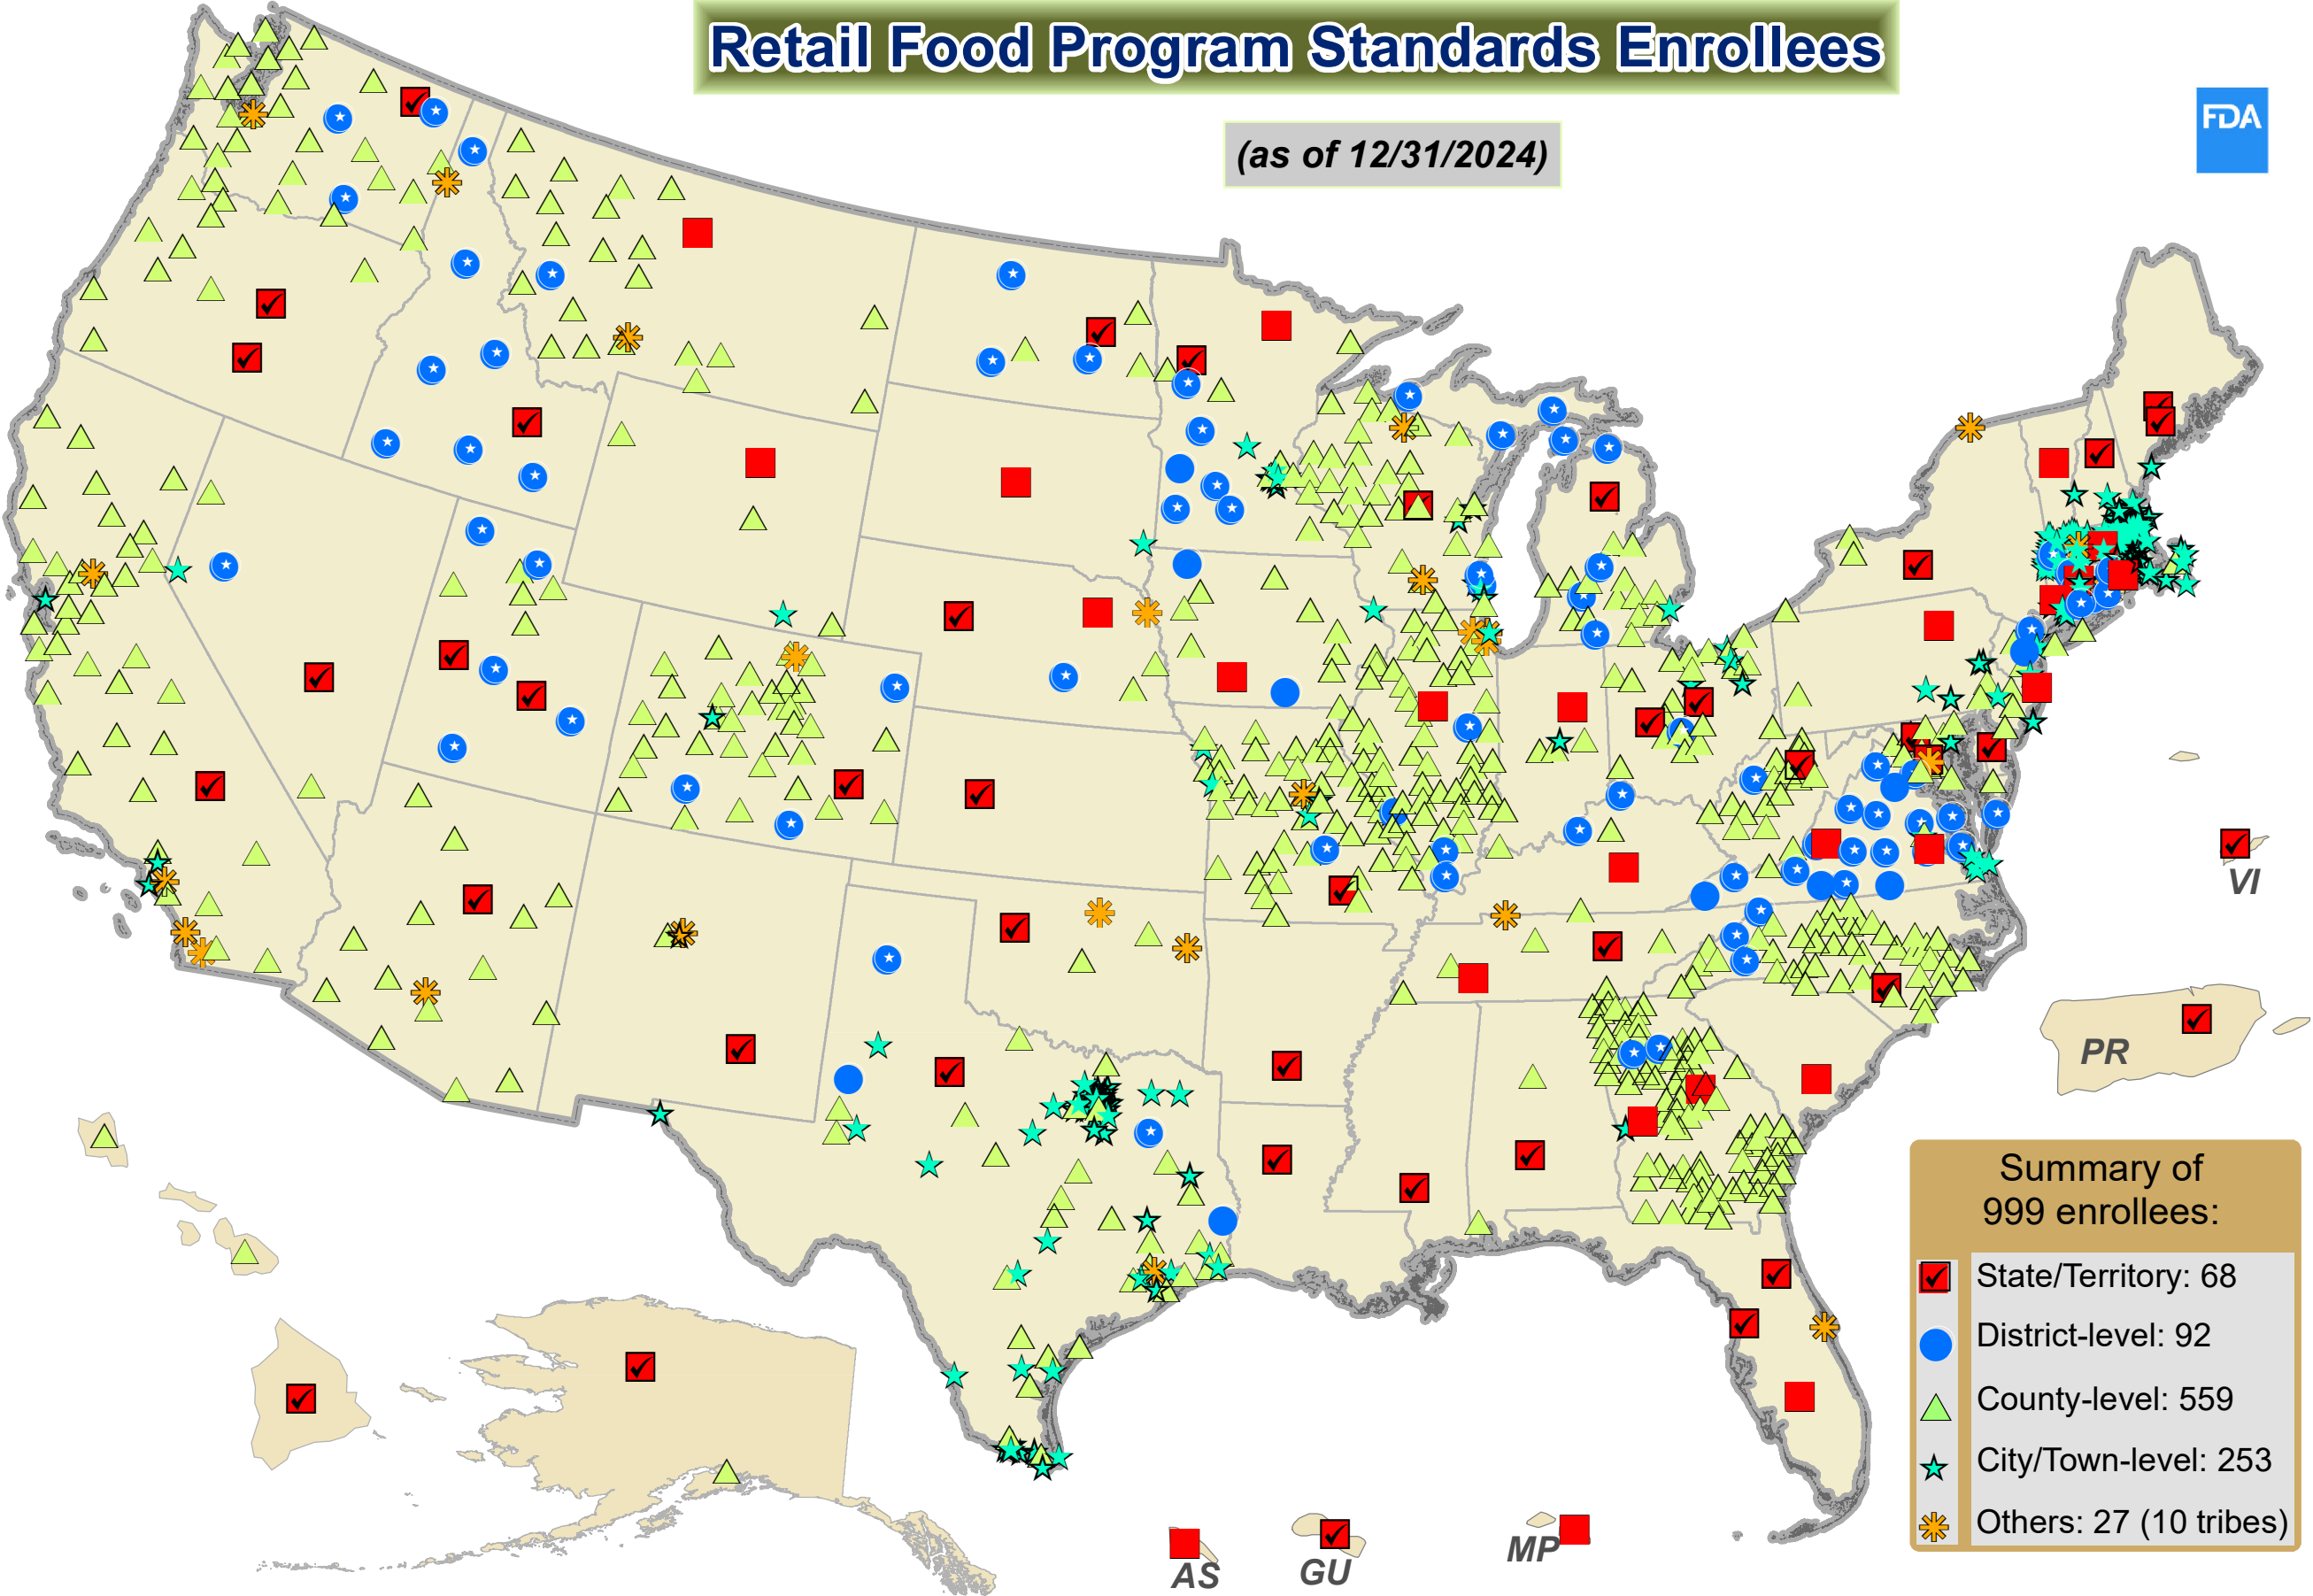 Retail Food Program Standards Enrollees
(as of 12/31/2024)
FDA
VI
PR
Summary of
999 enrollees:
State/Territory: 68
District-level: 92
County-level: 559
City/Town-level: 253
Others: 27 (10 tribes)
AS
GU
MP